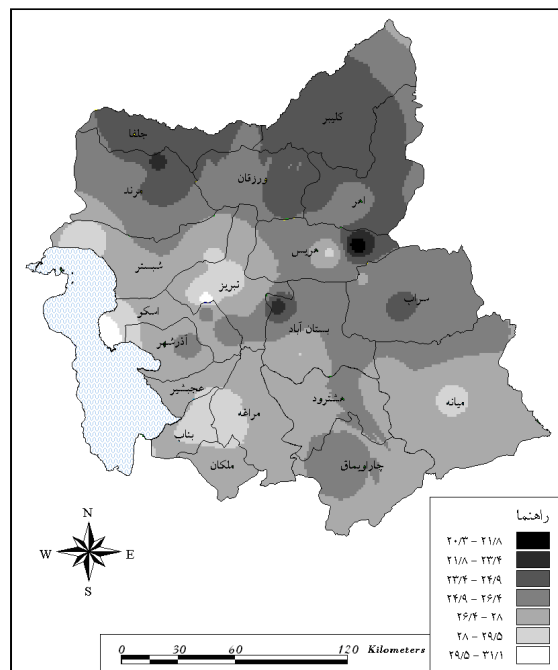 کلیبر
جلفا
ورزقان
مرند
اهر
هریس
شبستر
تبریز
سراب
اسکو
بستان آباد
آذرشهر
عجبشیر
هشترود
میانه
مراغه
بناب
ملکان
چاراویماق
راهنما
۲۰/۳ - ۲۱/۸
۲۱/۸ - ۲۳/۴
۲۳/۴ - ۲۴/۹
۲۴/۹ - ۲۶/۴
۲۶/۴ - ۲۸
۲۸ - ۲۹/۵
۲۹/۵ - ۳۱/۱
N
W E
S
0 30 60 120 Kilometers